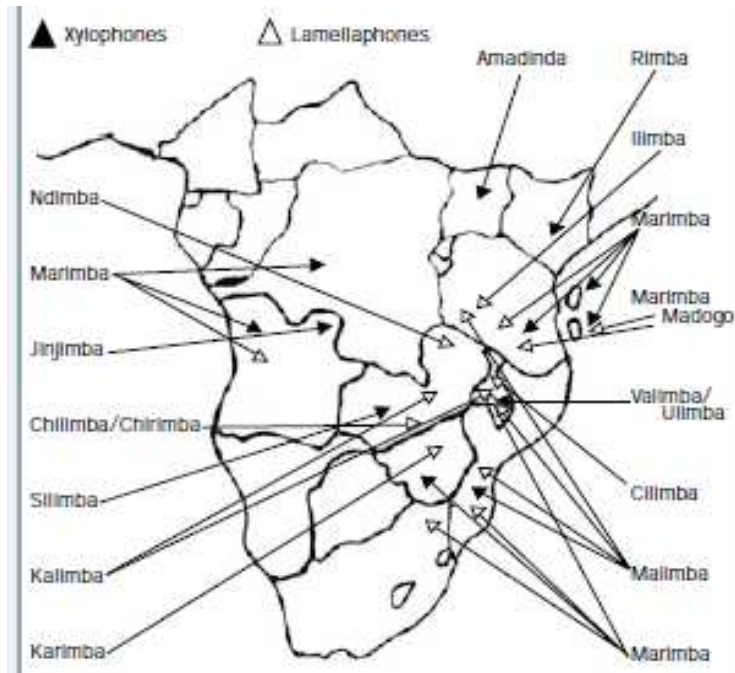 Xylophones
Lamellaphones
Amadinda
Rimba
Ilimba
Ndimba
Marimba
Marimba
Marimba
Madogo
Jinjimba
Valimba/
Ulimba
Chilimba/Chirimba
Silimba
Cilimba
Kalimba
Malimba
Karimba
Marimba